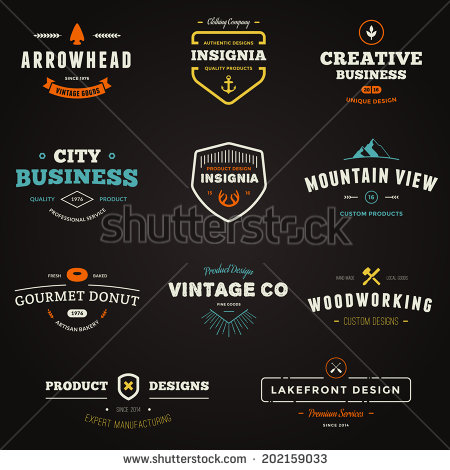 ARROWHEAD
SINCE 1976
VINTAGE GOODS
Clothing Company
AUTHENTIC DESIGNS
INSIGNIA
QUALITY PRODUCTS
CREATIVE
BUSINESS
20 16
UNIQUE DESIGN
CITY
BUSINESS
QUALITY 1976 PRODUCT
PROFESSIONAL SERVICE
PRODUCT DESIGN
INSIGNIA
15 16
MOUNTAIN VIEW
16
CUSTOM PRODUCTS
shutterstock
FRESH BAKED
GOURMET DONUT
1976
ARTISAN BAKERY
Product Design
VINTAGE CO
FINE GOODS
HAND MADE LOCAL GOODS
WOODWORKING
CUSTOM DESIGNS
PRODUCT DESIGNS
SINCE 2014
EXPERT MANUFACTURING
LAKEFRONT DESIGN
Premium Services
SINCE 2014
www.shutterstock.com · 202159033